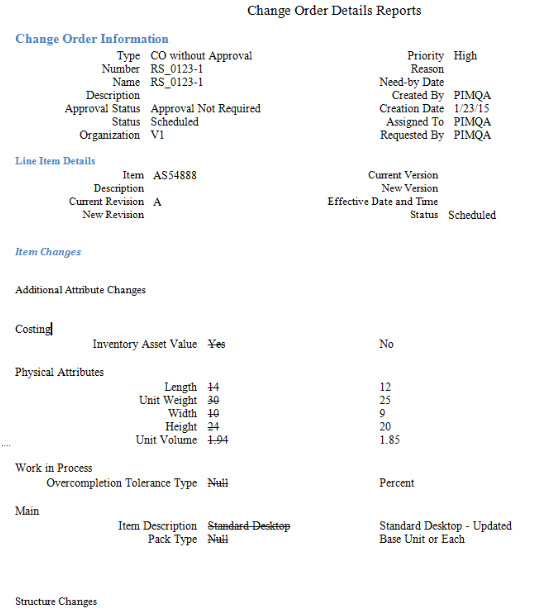 Change Order Details Reports
Change Order Information
Type CO without Approval Priority High
Number RS_0123-1 Reason
Name RS_0123-1 Need-by Date
Description Created By PIMQA
Approval Status Approval Not Required Creation Date 1/23/15
Status Scheduled Assigned To PIMQA
Organization V1 Requested By PIMQA
Line Item Details
Item AS54888 Current Version
Description New Version
Current Revision A Effective Date and Time
New Revision Status Scheduled
Item Changes
Additional Attribute Changes
Costing
Inventory Asset Value Yes No
Physical Attributes
Length 14 12
Unit Weight 30 25
Width 10 9
Height 24 20
Unit Volume 1.94 1.85
Work in Process
Overcompletion Tolerance Type Null Percent
Main
Item Description Standard Desktop Standard Desktop - Updated
Pack Type Null Base Unit or Each
Structure Changes